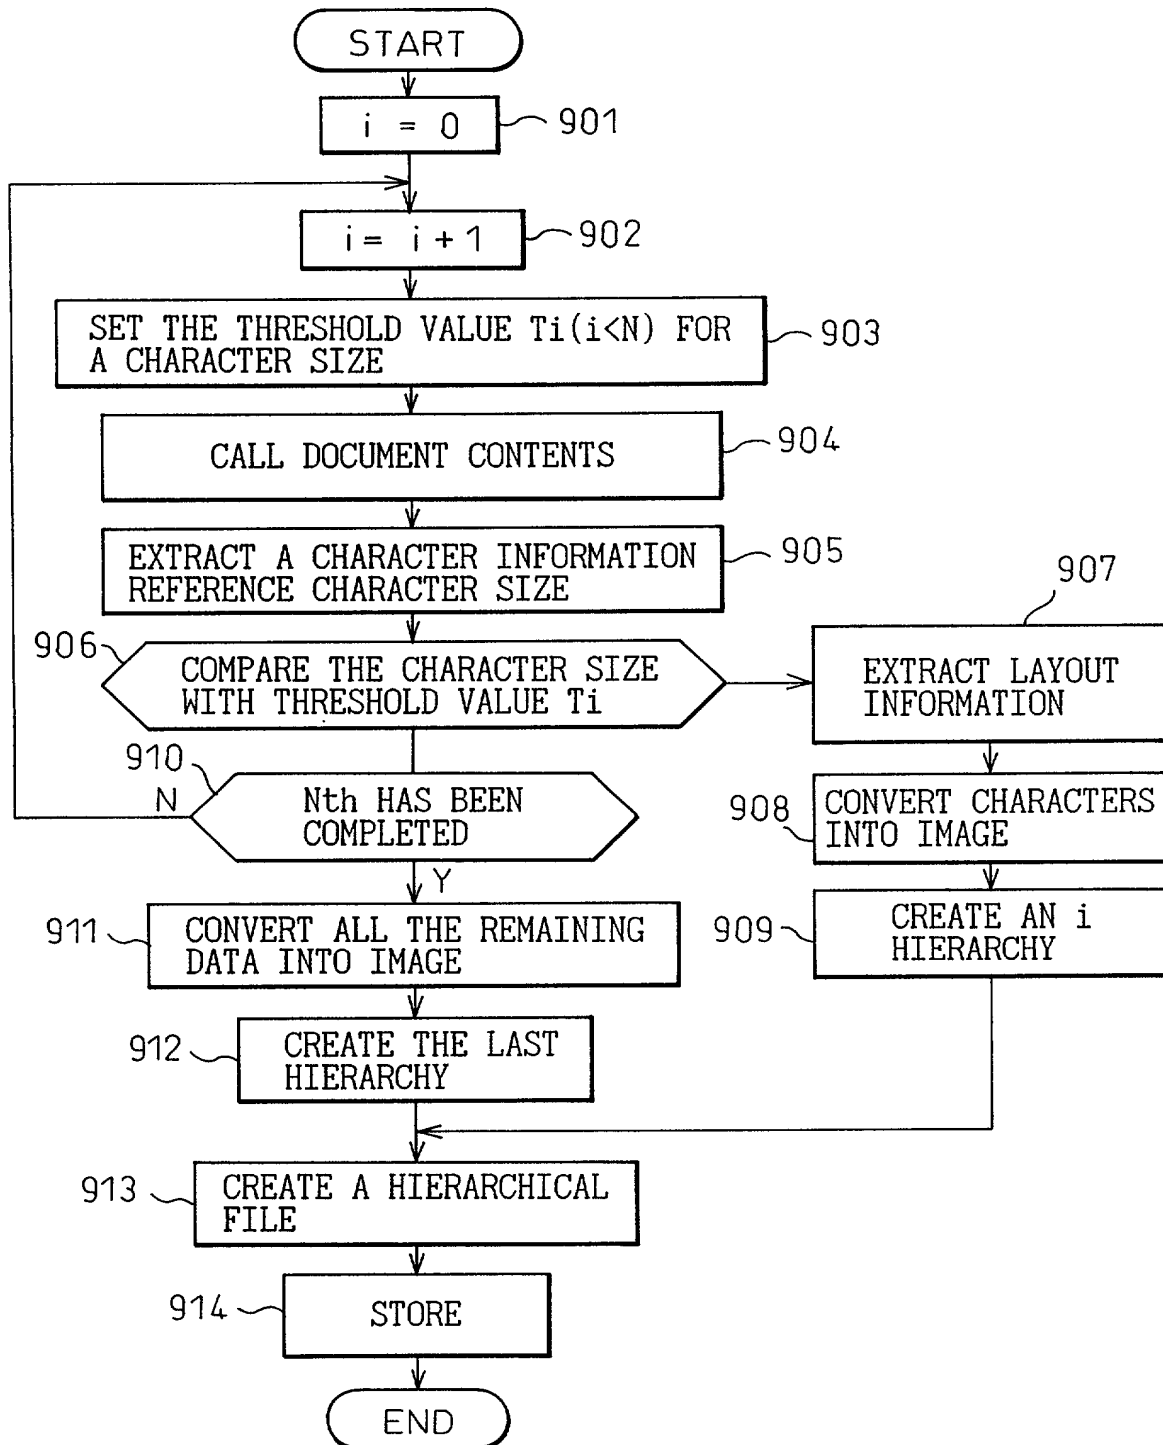 START
i = 0
901
i = i + 1
902
SET THE THRESHOLD VALUE Ti(i<N) FOR
A CHARACTER SIZE
903
CALL DOCUMENT CONTENTS
904
EXTRACT A CHARACTER INFORMATION
REFERENCE CHARACTER SIZE
905
906
COMPARE THE CHARACTER SIZE
WITH THRESHOLD VALUE Ti
907
EXTRACT LAYOUT
INFORMATION
910
N
Nth HAS BEEN
COMPLETED
Y
908
CONVERT CHARACTERS
INTO IMAGE
909
CREATE AN i
HIERARCHY
911
CONVERT ALL THE REMAINING
DATA INTO IMAGE
912
CREATE THE LAST
HIERARCHY
913
CREATE A HIERARCHICAL
FILE
914
STORE
END